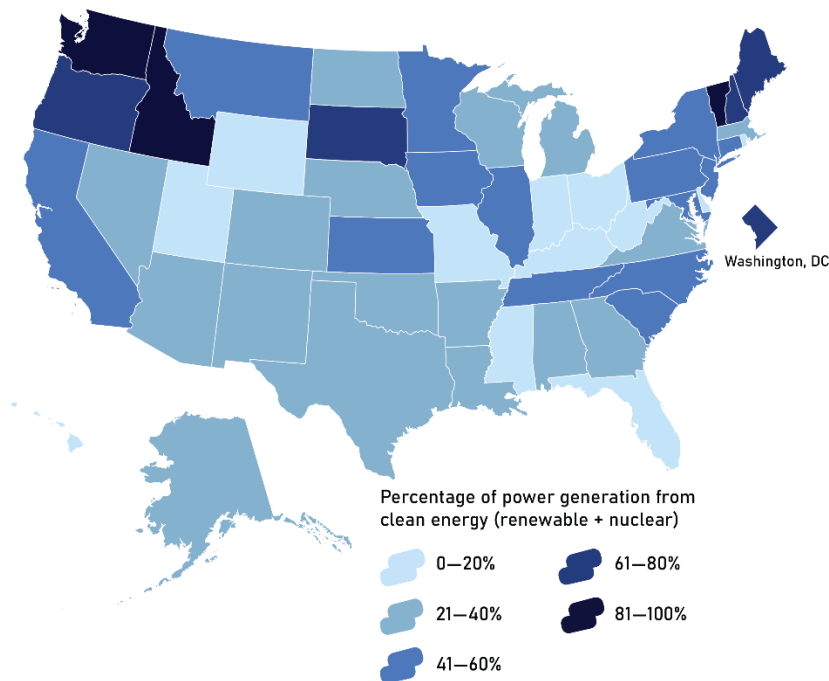 Washington, DC
Percentage of power generation from
clean energy (renewable + nuclear)
0—20%
61—80%
21—40%
81—100%
41—60%